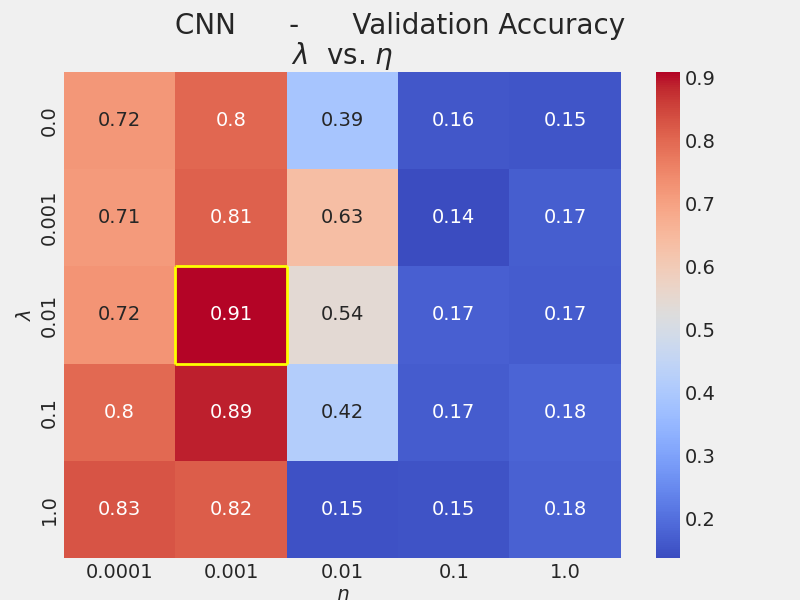 CNN - Validation Accuracy
λ vs. η
0.0 0.72 0.8 0.39 0.16 0.15
0.001 0.71 0.81 0.63 0.14 0.17
λ
0.01 0.72 0.91 0.54 0.17 0.17
0.1 0.8 0.89 0.42 0.17 0.18
1.0 0.83 0.82 0.15 0.15 0.18
0.0001 0.001 0.01 0.1 1.0
η
0.9
0.8
0.7
0.6
0.5
0.4
0.3
0.2